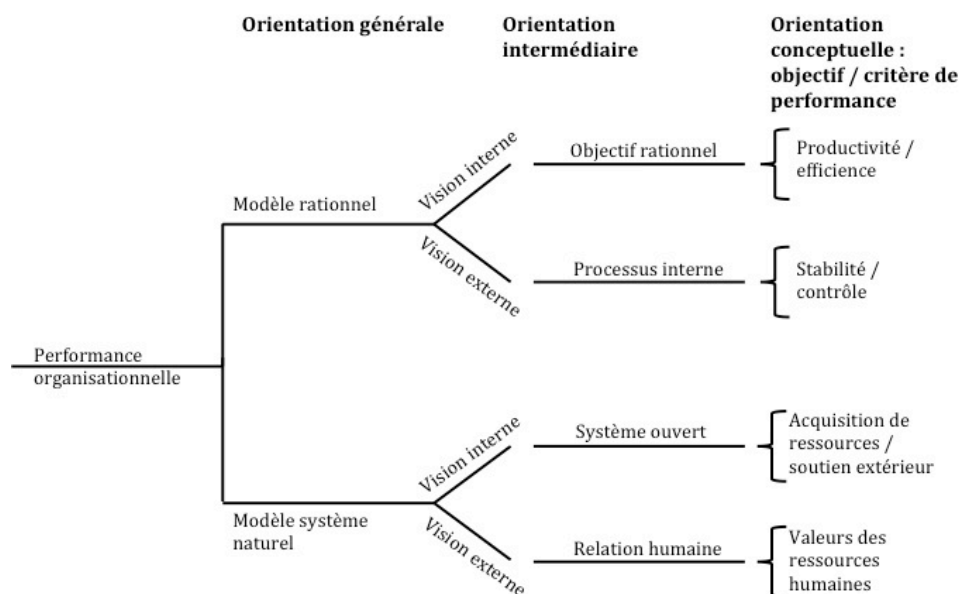 Orientation générale
Orientation
intermédiaire
Orientation
conceptuelle :
objectif / critère de
performance
Performance
organisationnelle
Modèle rationnel
Vision interne
Objectif rationnel
Productivité /
efficience
Vision externe
Processus interne
Stabilité /
contrôle
Modèle système
naturel
Vision interne
Système ouvert
Acquisition de
ressources /
soutien extérieur
Vision externe
Relation humaine
Valeurs des
ressources
humaines